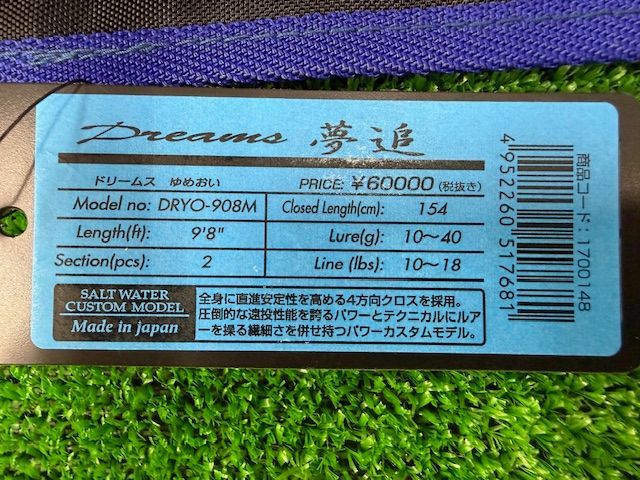 Dreams 夢追
ドリームス ゆめおい PRICE: ¥60000(税抜き)
Model no: DRYO-908M Closed Length(cm): 154
Length(ft): 9'8" Lure(g): 10〜40
Section(pcs): 2 Line (lbs): 10〜18
SALT WATER
CUSTOM MODEL
Made in japan
全身に直進安定性を高める4方向クロスを採用。
圧倒的な遠投性能を誇るパワーとテクニカルにルア
ーを操る繊細さを併せ持つパワーカスタムモデル。
4952260 517681
商品コード:1700148